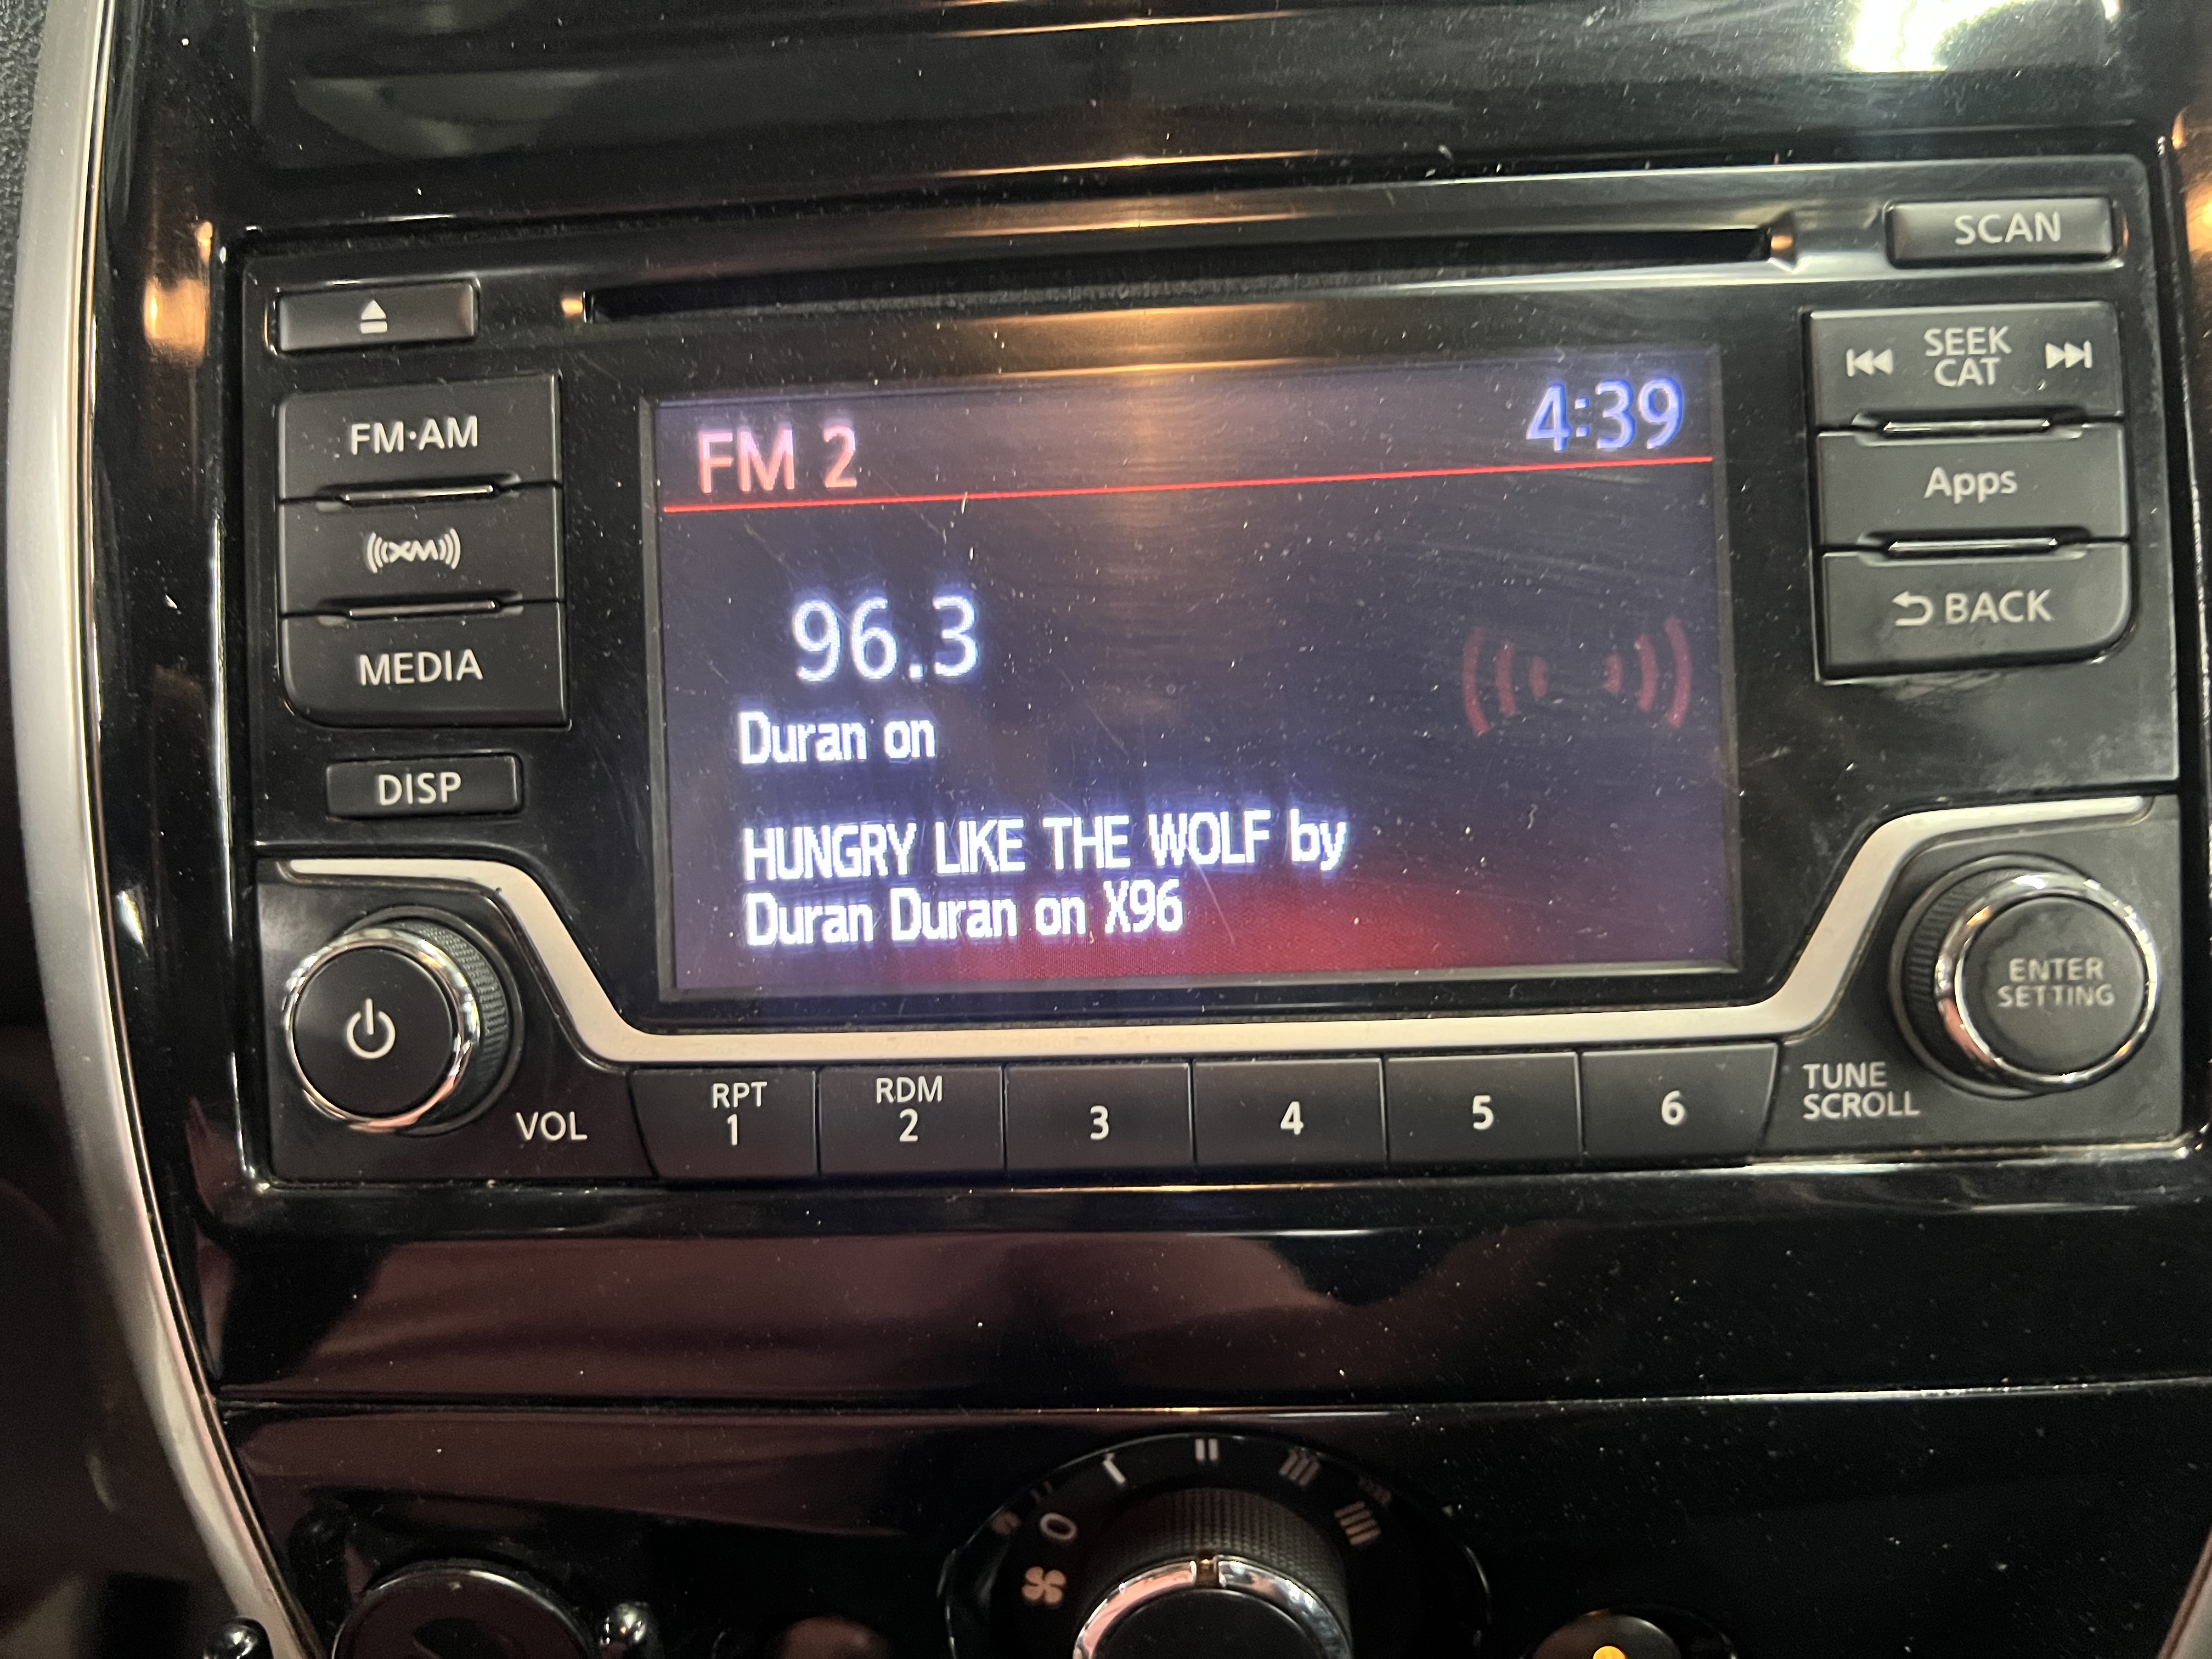 SCAN
SEEK
CAT
FM·AM
4:39
FM 2
Apps
((XM))
96.3
BACK
MEDIA
Duran on
DISP
HUNGRY LIKE THE WOLF by
Duran Duran on X96
ENTER
SETTING
VOL
RPT
1
RDM
2
3
4
5
6
TUNE
SCROLL
0